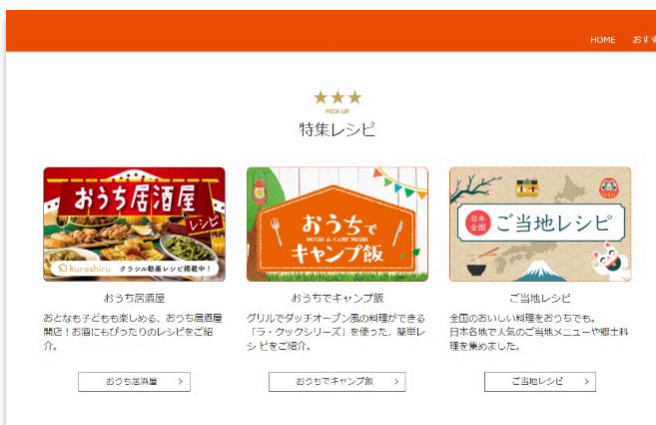 HOME おすす
PICK UP
特集レシピ
おうち居酒屋
レシピ
kurashiru クラシル動画レシピ掲載中！
おうちで
OUCHI de CAMP MESHI
キャンプ飯
日本
全国
ご当地レシピ
おうち居酒屋
おとなも子どもも楽しめる、おうち居酒屋
開店！お酒にもぴったりのレシピをご紹
介。
おうち居酒屋 >
おうちでキャンプ飯
グリルでダッチオーブン風の料理ができる
「ラ・クックシリーズ」を使った、簡単レ
シピをご紹介。
おうちでキャンプ飯 >
ご当地レシピ
全国のおいしい料理をおうちでも。
日本各地で人気のご当地メニューや郷土料
理を集めました。
ご当地レシピ >